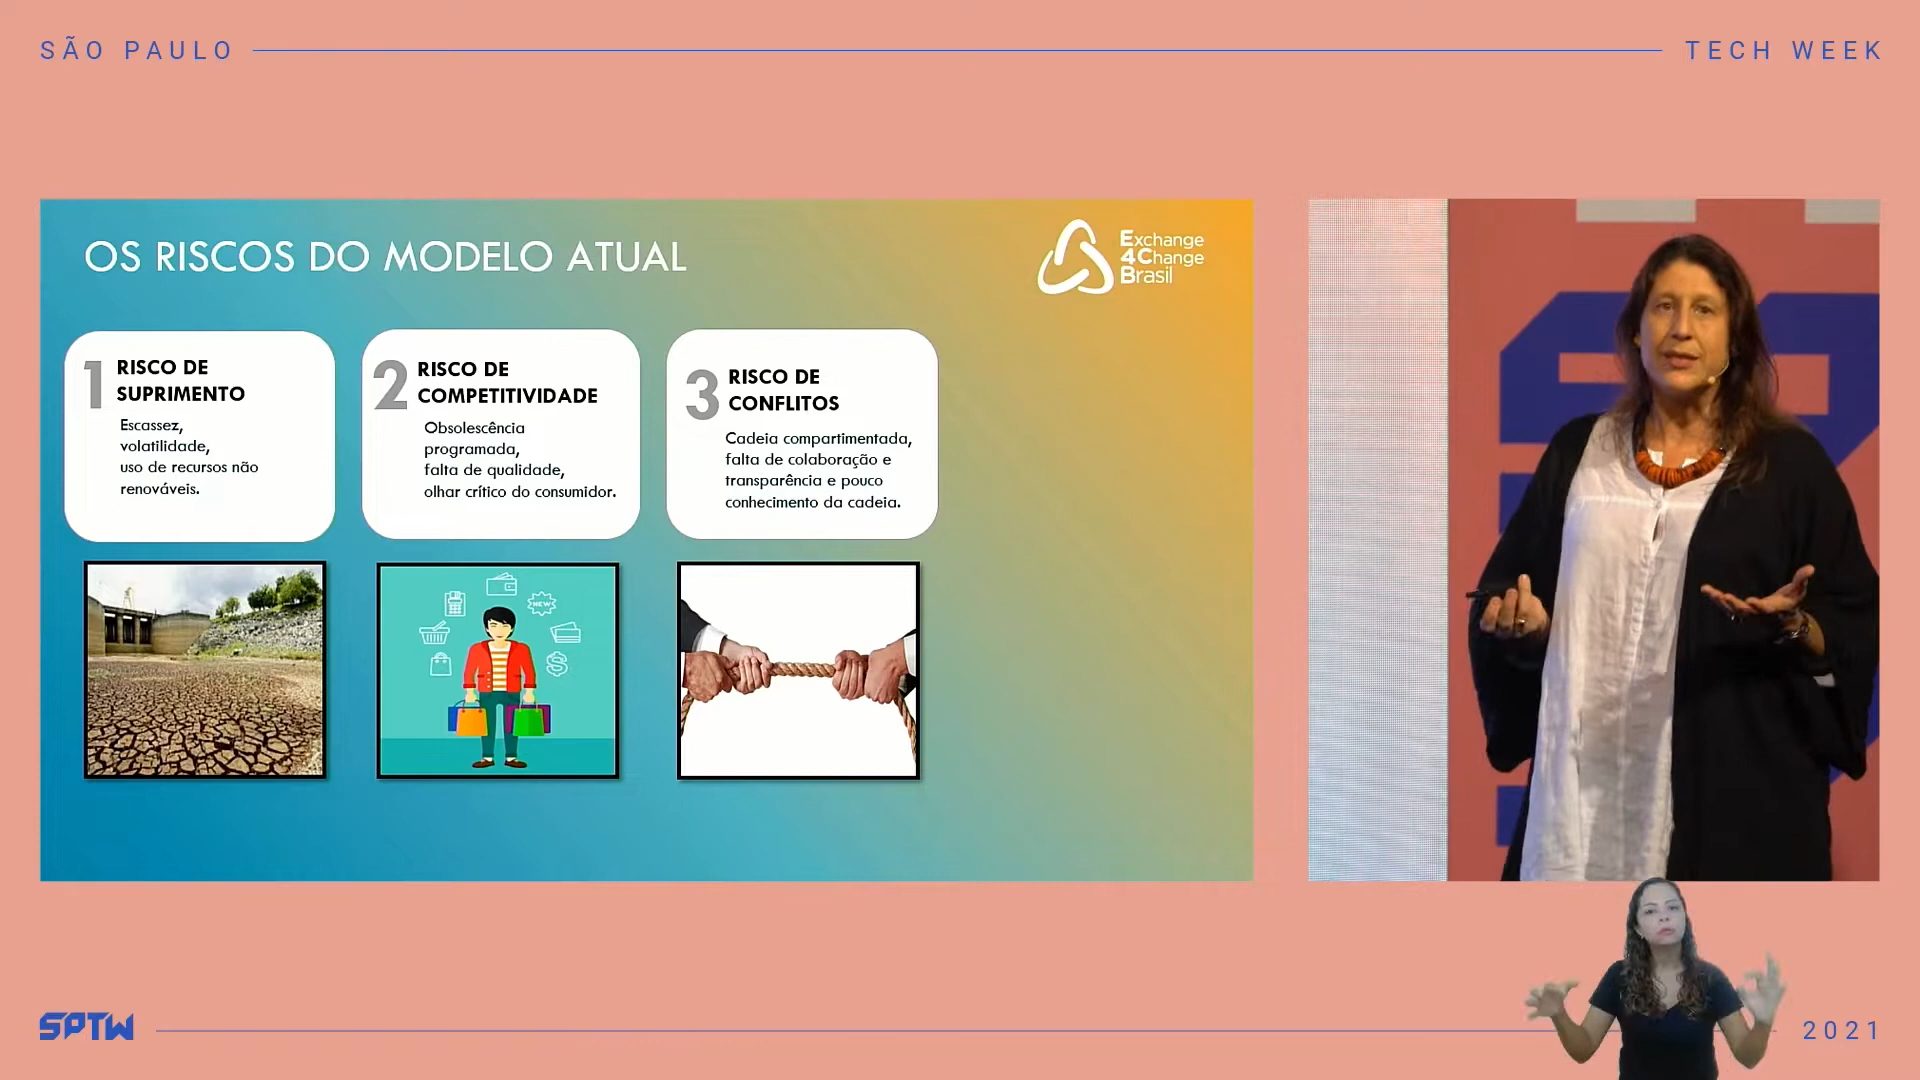 SÃO PAULO
TECH WEEK
OS RISCOS DO MODELO ATUAL
Exchange
4Change
Brasil
1
RISCO DE
SUPRIMENTO
Escassez,
volatilidade,
uso de recursos não
renováveis.
2
RISCO DE
COMPETITIVIDADE
Obsolescência
programada,
falta de qualidade,
olhar crítico do consumidor.
3
RISCO DE
CONFLITOS
Cadeia compartimentada,
falta de colaboração e
transparência e pouco
conhecimento da cadeia.
NEW
$
SPTW
2021